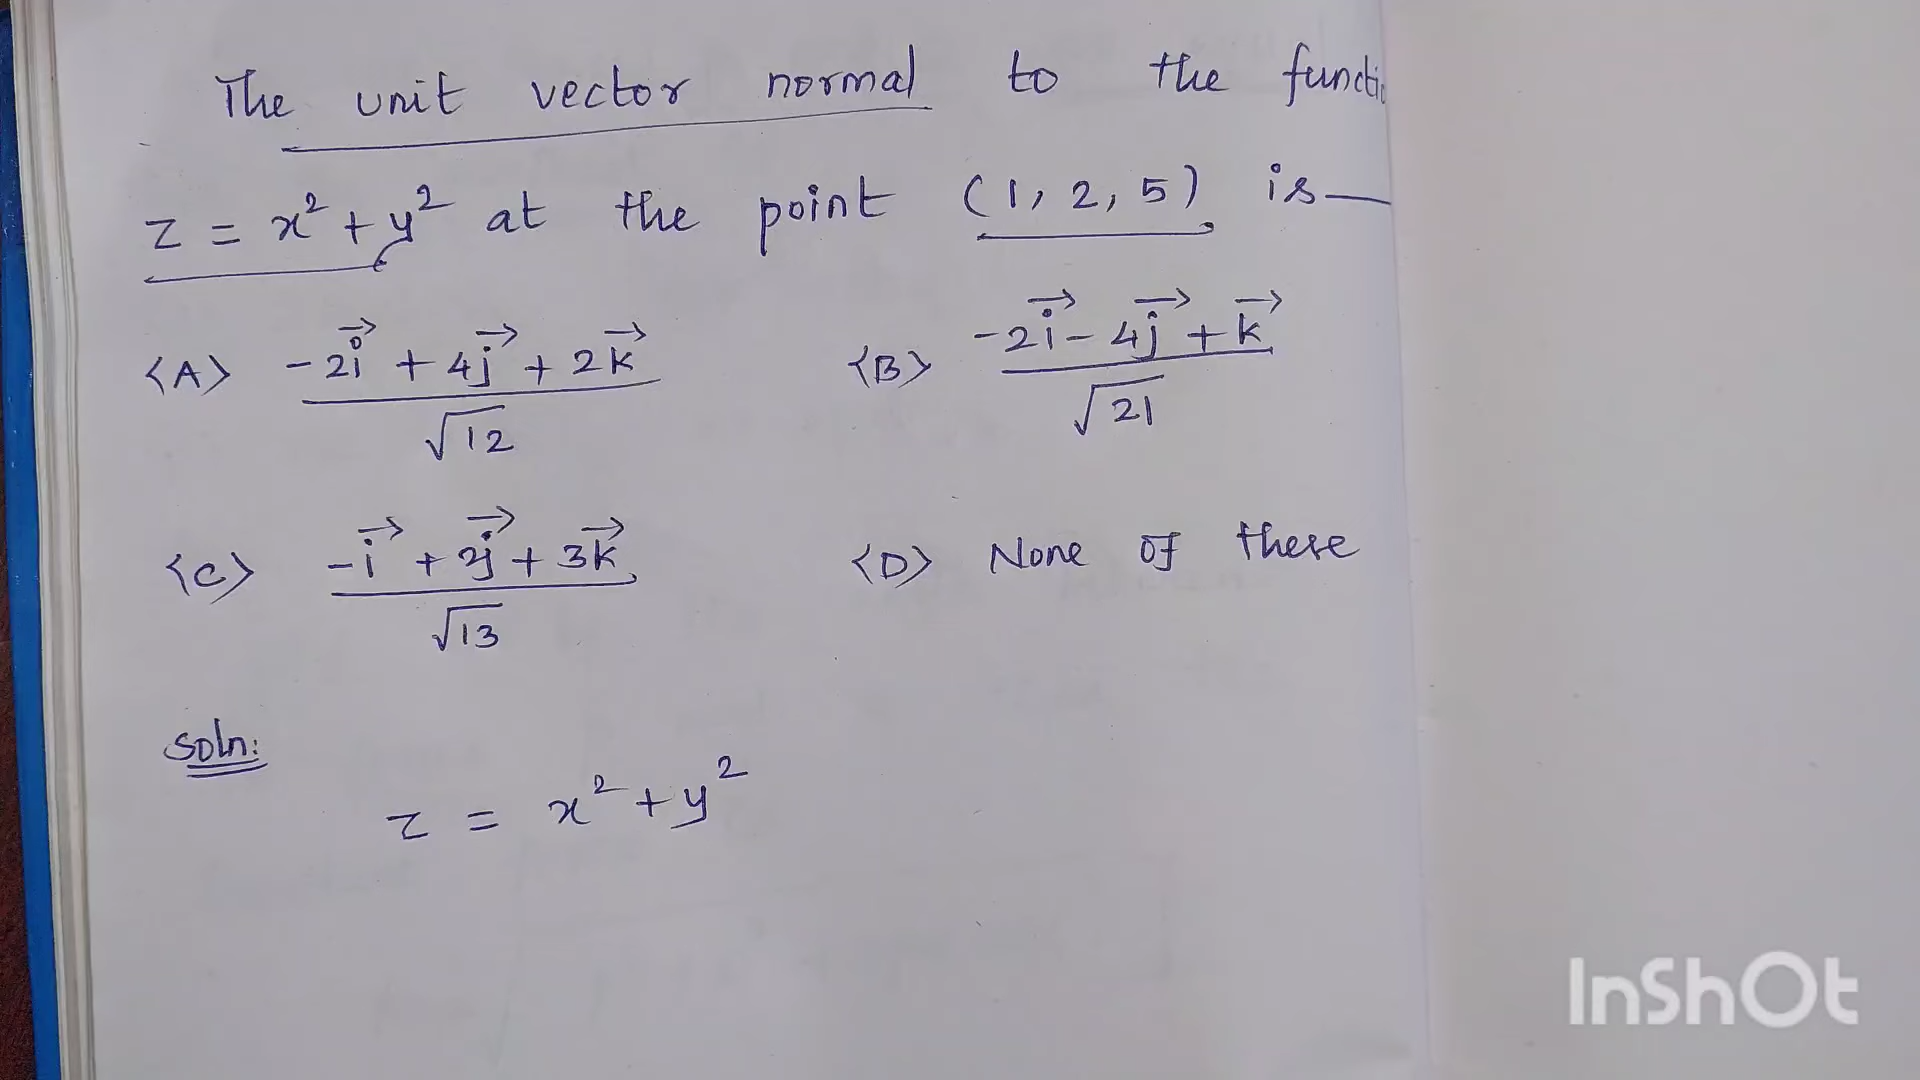 The unit vector normal to the functi
z = x² + y² at the point (1, 2, 5) is —
(A) -2i⃗ + 4j⃗ + 2k⃗ / √12 (B) -2i⃗ - 4j⃗ + k⃗ / √21
(C) -i⃗ + 2j⃗ + 3k⃗ / √13 (D) None of these
Soln:
z = x² + y²
InShOt